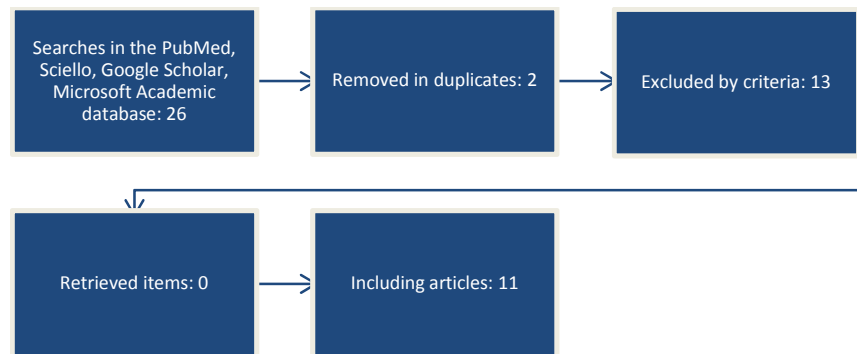 Searches in the PubMed,
Sciello, Google Scholar,
Microsoft Academic
database: 26
Removed in duplicates: 2
Excluded by criteria: 13
Retrieved items: 0
Including articles: 11